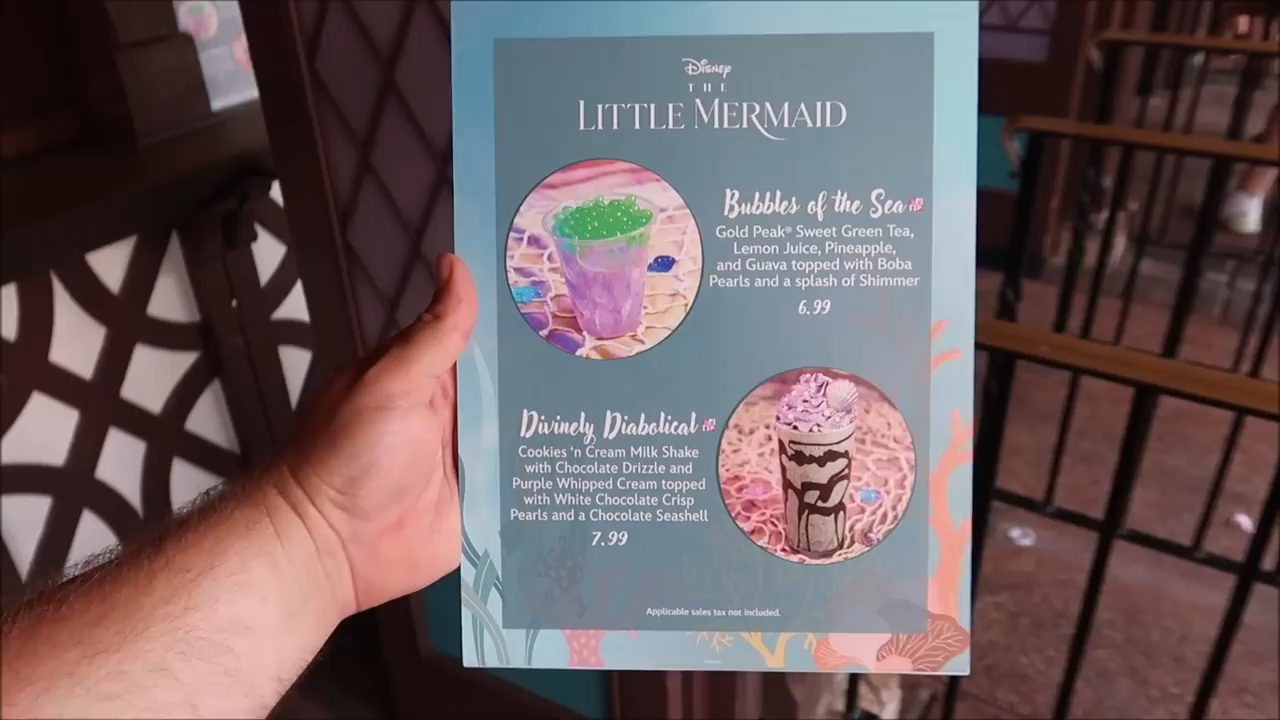 Disney
THE
LITTLE MERMAID
Bubbles of the Sea
Gold Peak® Sweet Green Tea,
Lemon Juice, Pineapple,
and Guava topped with Boba
Pearls and a splash of Shimmer
6.99
Divinely Diabolical
Cookies 'n Cream Milk Shake
with Chocolate Drizzle and
Purple Whipped Cream topped
with White Chocolate Crisp
Pearls and a Chocolate Seashell
7.99
Applicable sales tax not included.